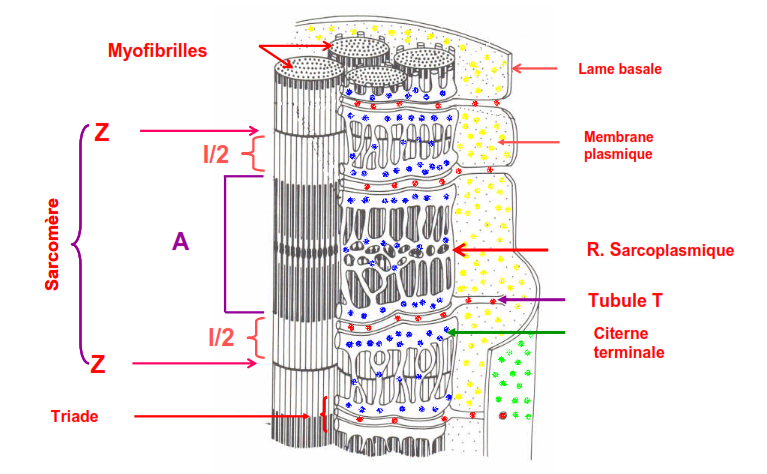 Myofibrilles
Lame basale
Z
I/2
Membrane
plasmique
Sarcomère
A
R. Sarcoplasmique
Tubule T
I/2
Citerne
terminale
Z
Triade